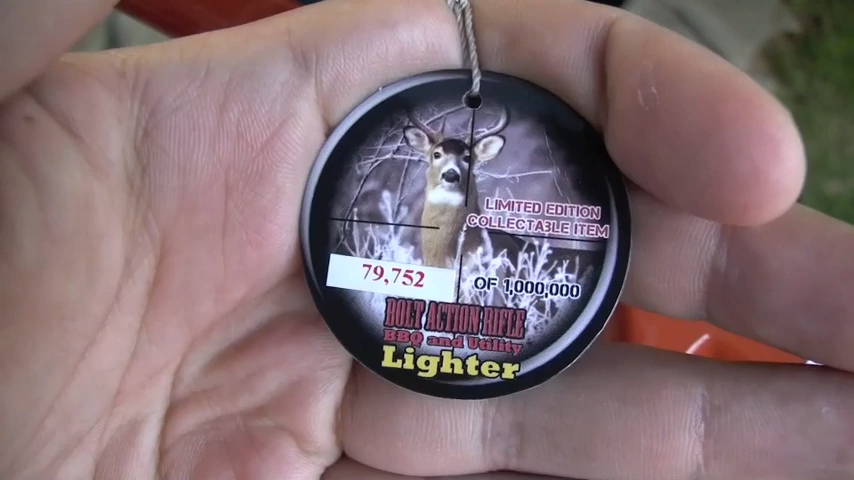 LIMITED EDITION
COLLECTABLE ITEM
79,752 OF 1,000,000
BOLT ACTION RIFLE
BBQ and Utility
Lighter